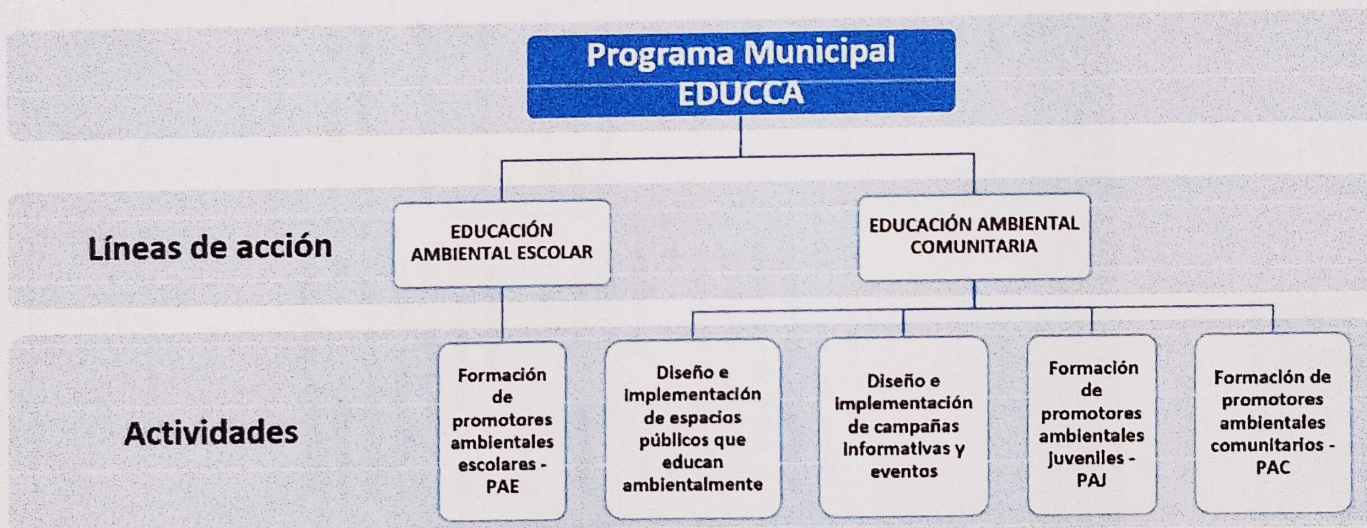 Programa Municipal
EDUCCA
Líneas de acción
EDUCACIÓN
AMBIENTAL ESCOLAR
EDUCACIÓN AMBIENTAL
COMUNITARIA
Actividades
Formación
de
promotores
ambientales
escolares -
PAE
Diseño e
implementación
de espacios
públicos que
educan
ambientalmente
Diseño e
implementación
de campañas
informativas y
eventos
Formación
de
promotores
ambientales
juveniles -
PAJ
Formación de
promotores
ambientales
comunitarios -
PAC